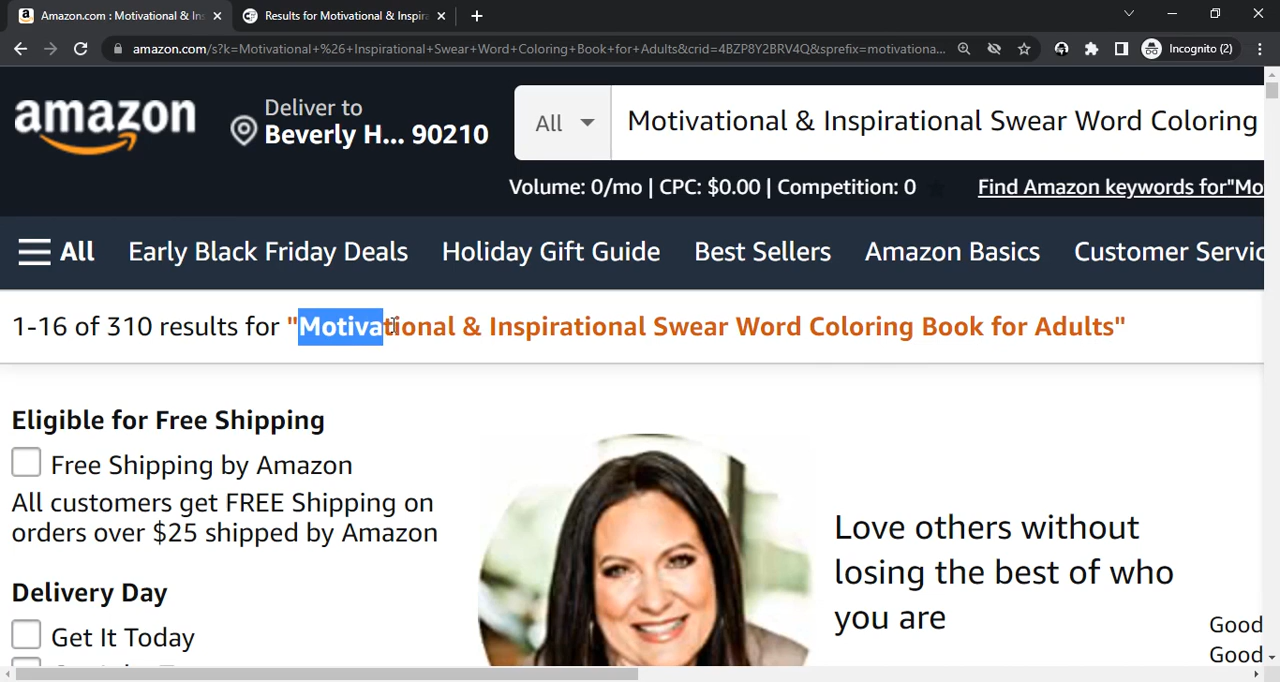 Amazon.com : Motivational & Ins
Results for Motivational & Inspira
amazon.com/s?k=Motivational+%26+Inspirational+Swear+Word+Coloring+Book+for+Adults&crid=4BZP8Y2BRV4Q&sprefix=motivationa...
Incognito (2)
amazon
Deliver to
Beverly H... 90210
All
Motivational & Inspirational Swear Word Coloring
Volume: 0/mo | CPC: $0.00 | Competition: 0
Find Amazon keywords for"Mo
All
Early Black Friday Deals
Holiday Gift Guide
Best Sellers
Amazon Basics
Customer Servic
1-16 of 310 results for "Motivational & Inspirational Swear Word Coloring Book for Adults"
Eligible for Free Shipping
Free Shipping by Amazon
All customers get FREE Shipping on
orders over $25 shipped by Amazon
Delivery Day
Get It Today
Love others without
losing the best of who
you are
Good
Good